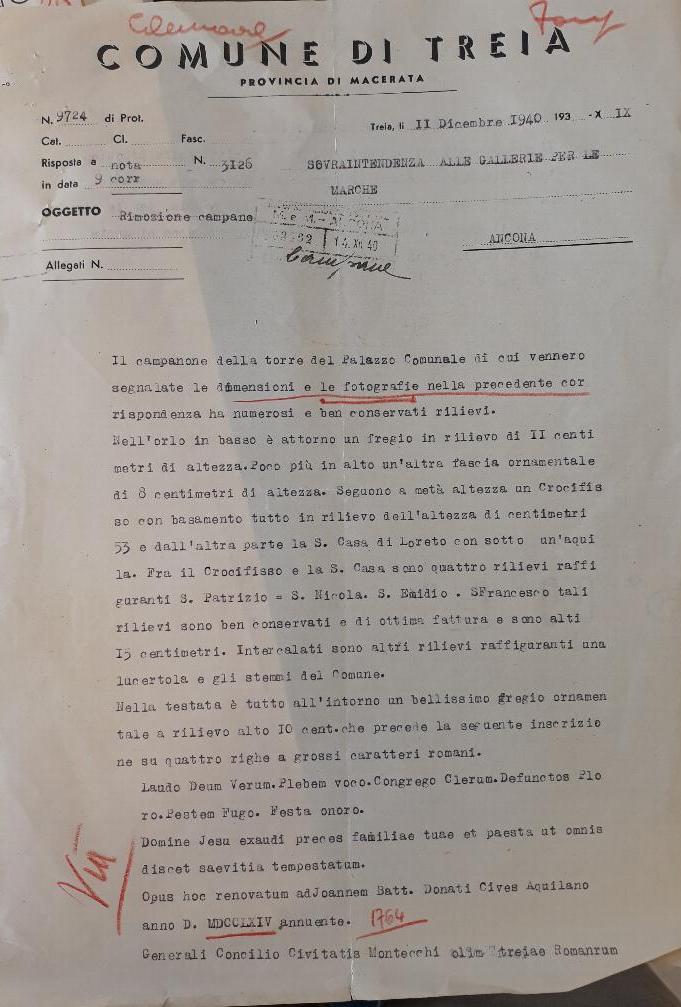 COMUNE DI TREIA
PROVINCIA DI MACERATA
N. 9724 di Prot.
Treia, li 11 Dicembre 1940 193 -X IX
Cat. Cl. Fasc.
Risposta a nota N. 3126
SOVRAINTENDENZA ALLE GALLERIE PER LE
in data 9 corr
MARCHE
OGGETTO Rimosione campane
14 XII 40
ANCONA
Campane
Allegati N.
Il campanone della torre del Palazzo Comunale di cui vennero
segnalate le dimensioni e le fotografie nella precedente cor
rispondenza ha numerosi e ben conservati rilievi.
Nell'orlo in basso è attorno un fregio in rilievo di II centi
metri di altezza.Poco più in alto un'altra fascia ornamentale
di 8 centimetri di altezza. Seguono a metà altezza un Crocifis
so con basamento tutto in rilievo dell'altezza di centimetri
53 e dall'altra parte la S. Casa di Loreto con sotto un'aqui
la. Fra il Crocifisso e la S. Casa sono quattro rilievi raffi
guranti S. Patrizio = S. Nicola. S. Emidio . SFrancesco tali
rilievi sono ben conservati e di ottima fattura e sono alti
I5 centimetri. Intercalati sono altri rilievi raffiguranti una
lucertola e gli stemmi del Comune.
Nella testata è tutto all'intorno un bellissimo gregio ornamen
tale a rilievo alto IO cent.che precede la seguente inscrizio
ne su quattro righe a grossi caratteri romani.
Laudo Deum Verum.Plebem voco.Congrego Clerum.Defunctos Plo
ro.Pestem Fugo. Festa onoro.
Domine Jesu exaudi preces familiae tuae et paesta ut omnis
discet saevitia tempestatum.
Opus hoc renovatum adJoannem Batt. Donati Cives Aquilano
anno D. MDCCLXIV annuente. 1764
Generali Concilio Civitatis Montecchi olim treiae Romanrum